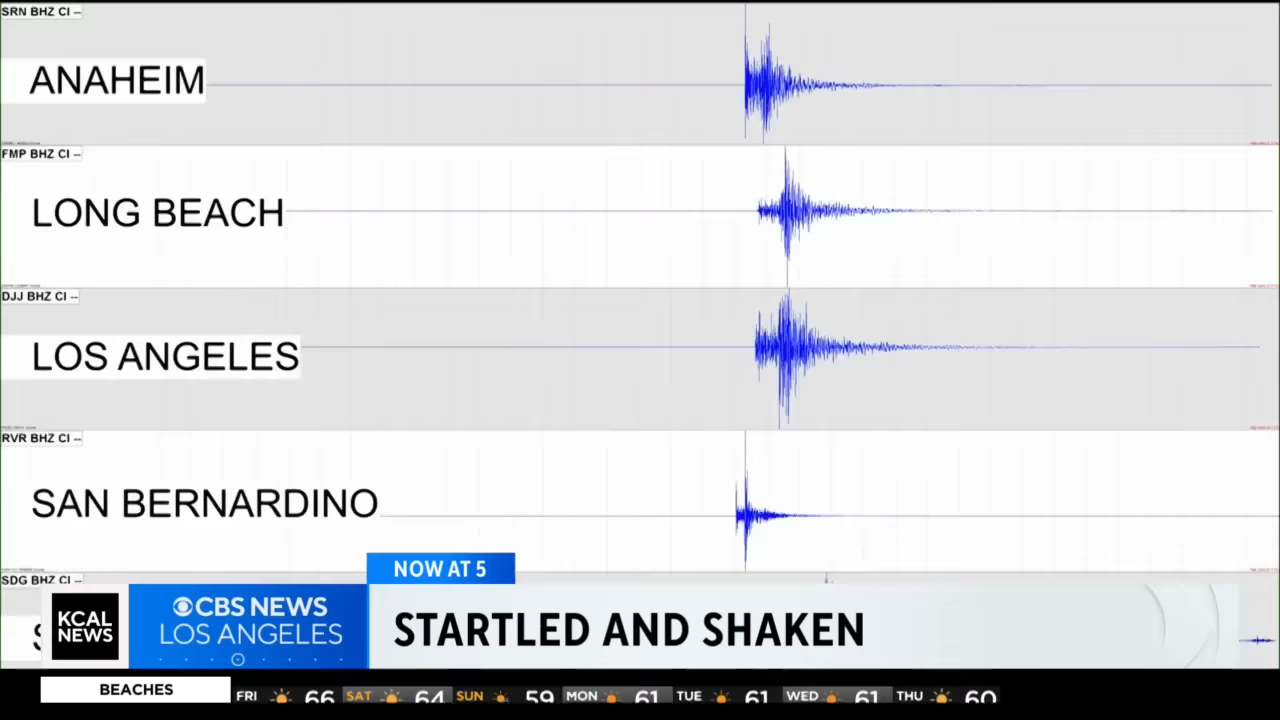 SRN BHZ CI --
ANAHEIM
FMP BHZ CI --
LONG BEACH
DJJ BHZ CI --
LOS ANGELES
RVR BHZ CI --
SAN BERNARDINO
SDG BHZ CI --
NOW AT 5
KCAL NEWS
CBS NEWS
LOS ANGELES
STARTLED AND SHAKEN
BEACHES
FRI 66 SAT 64 SUN 59 MON 61 TUE 61 WED 61 THU 60